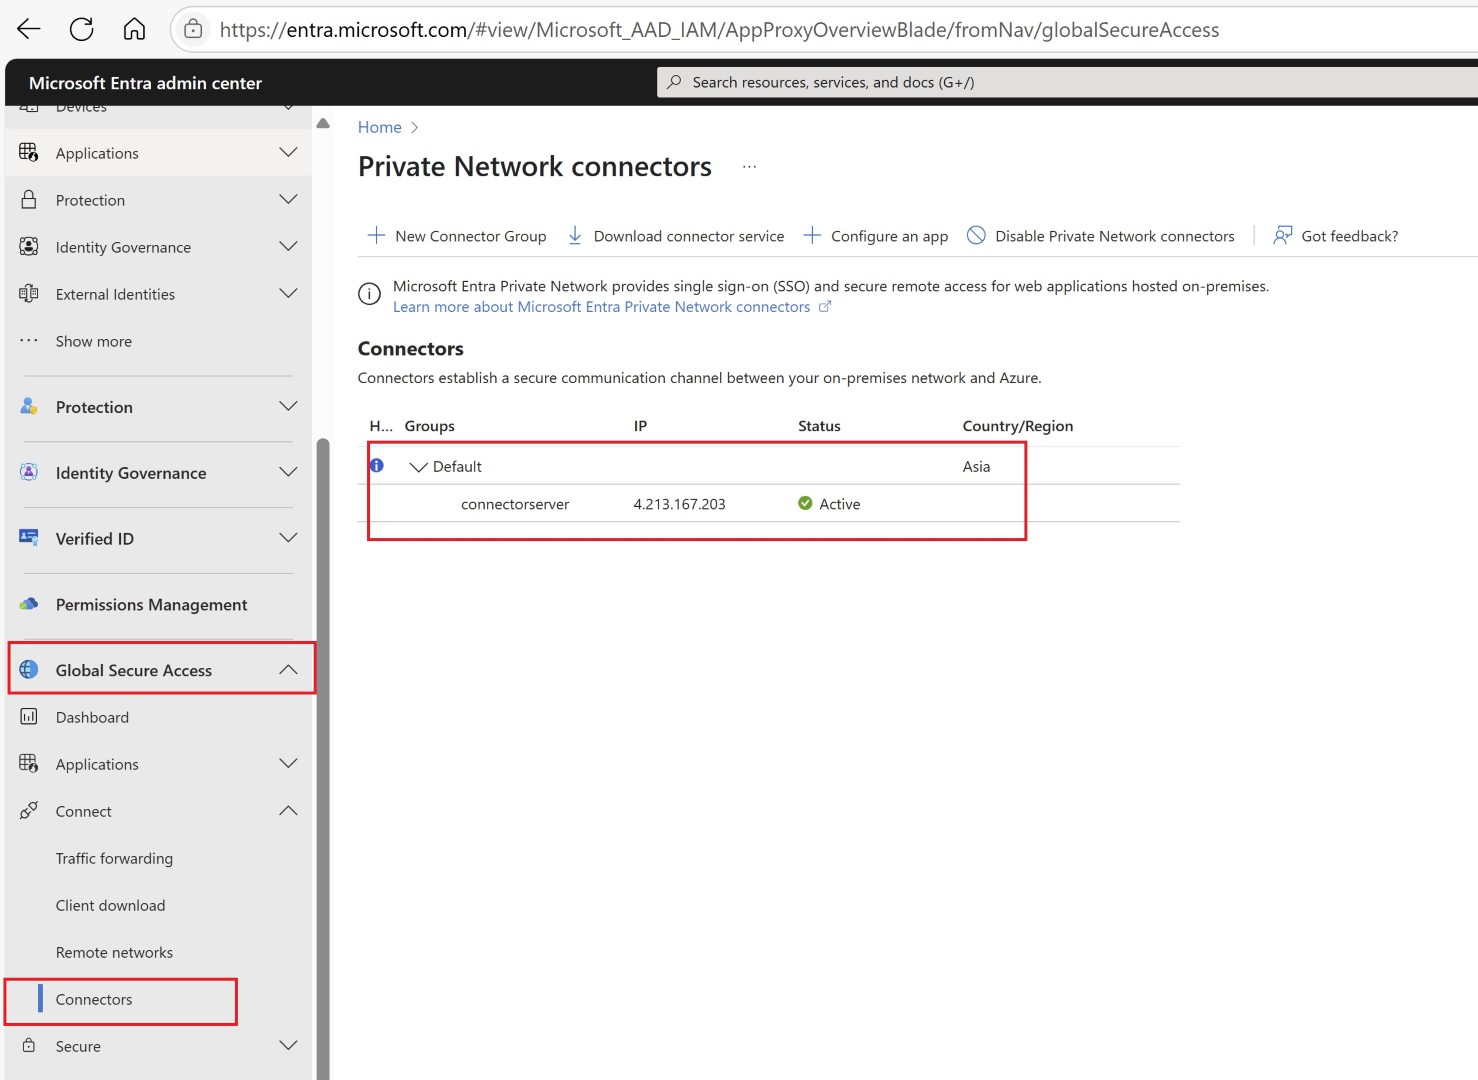 https://entra.microsoft.com/#view/Microsoft_AAD_IAM/AppProxyOverviewBlade/fromNav/globalSecureAccess
Microsoft Entra admin center
Search resources, services, and docs (G+/)
Devices
Applications
Protection
Identity Governance
External Identities
Show more
Protection
Identity Governance
Verified ID
Permissions Management
Global Secure Access
Dashboard
Applications
Connect
Traffic forwarding
Client download
Remote networks
Connectors
Secure
Home
Private Network connectors
New Connector Group Download connector service Configure an app Disable Private Network connectors Got feedback?
Microsoft Entra Private Network provides single sign-on (SSO) and secure remote access for web applications hosted on-premises.
Learn more about Microsoft Entra Private Network connectors
Connectors
Connectors establish a secure communication channel between your on-premises network and Azure.
H... Groups IP Status Country/Region
Default Asia
connectorserver 4.213.167.203 Active